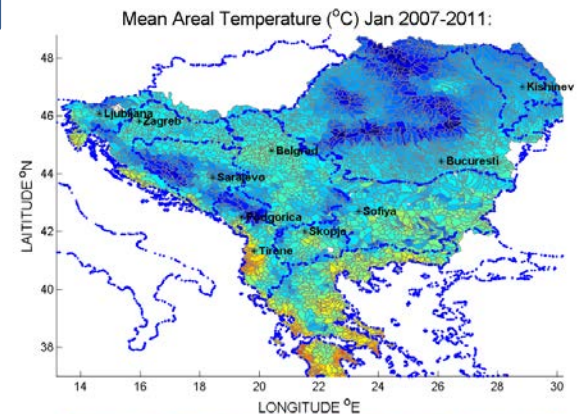 Mean Areal Temperature (°C) Jan 2007-2011:
48
46
44
42
40
38
LAITITUDE °N
Kishinev
Ljubljana
Zagreb
Belgrad
Bucuresti
Sarajevo
Podgorica
Sofiya
Skopje
Tirene
14 16 18 20 22 24 26 28 30
LONGITUDE °E